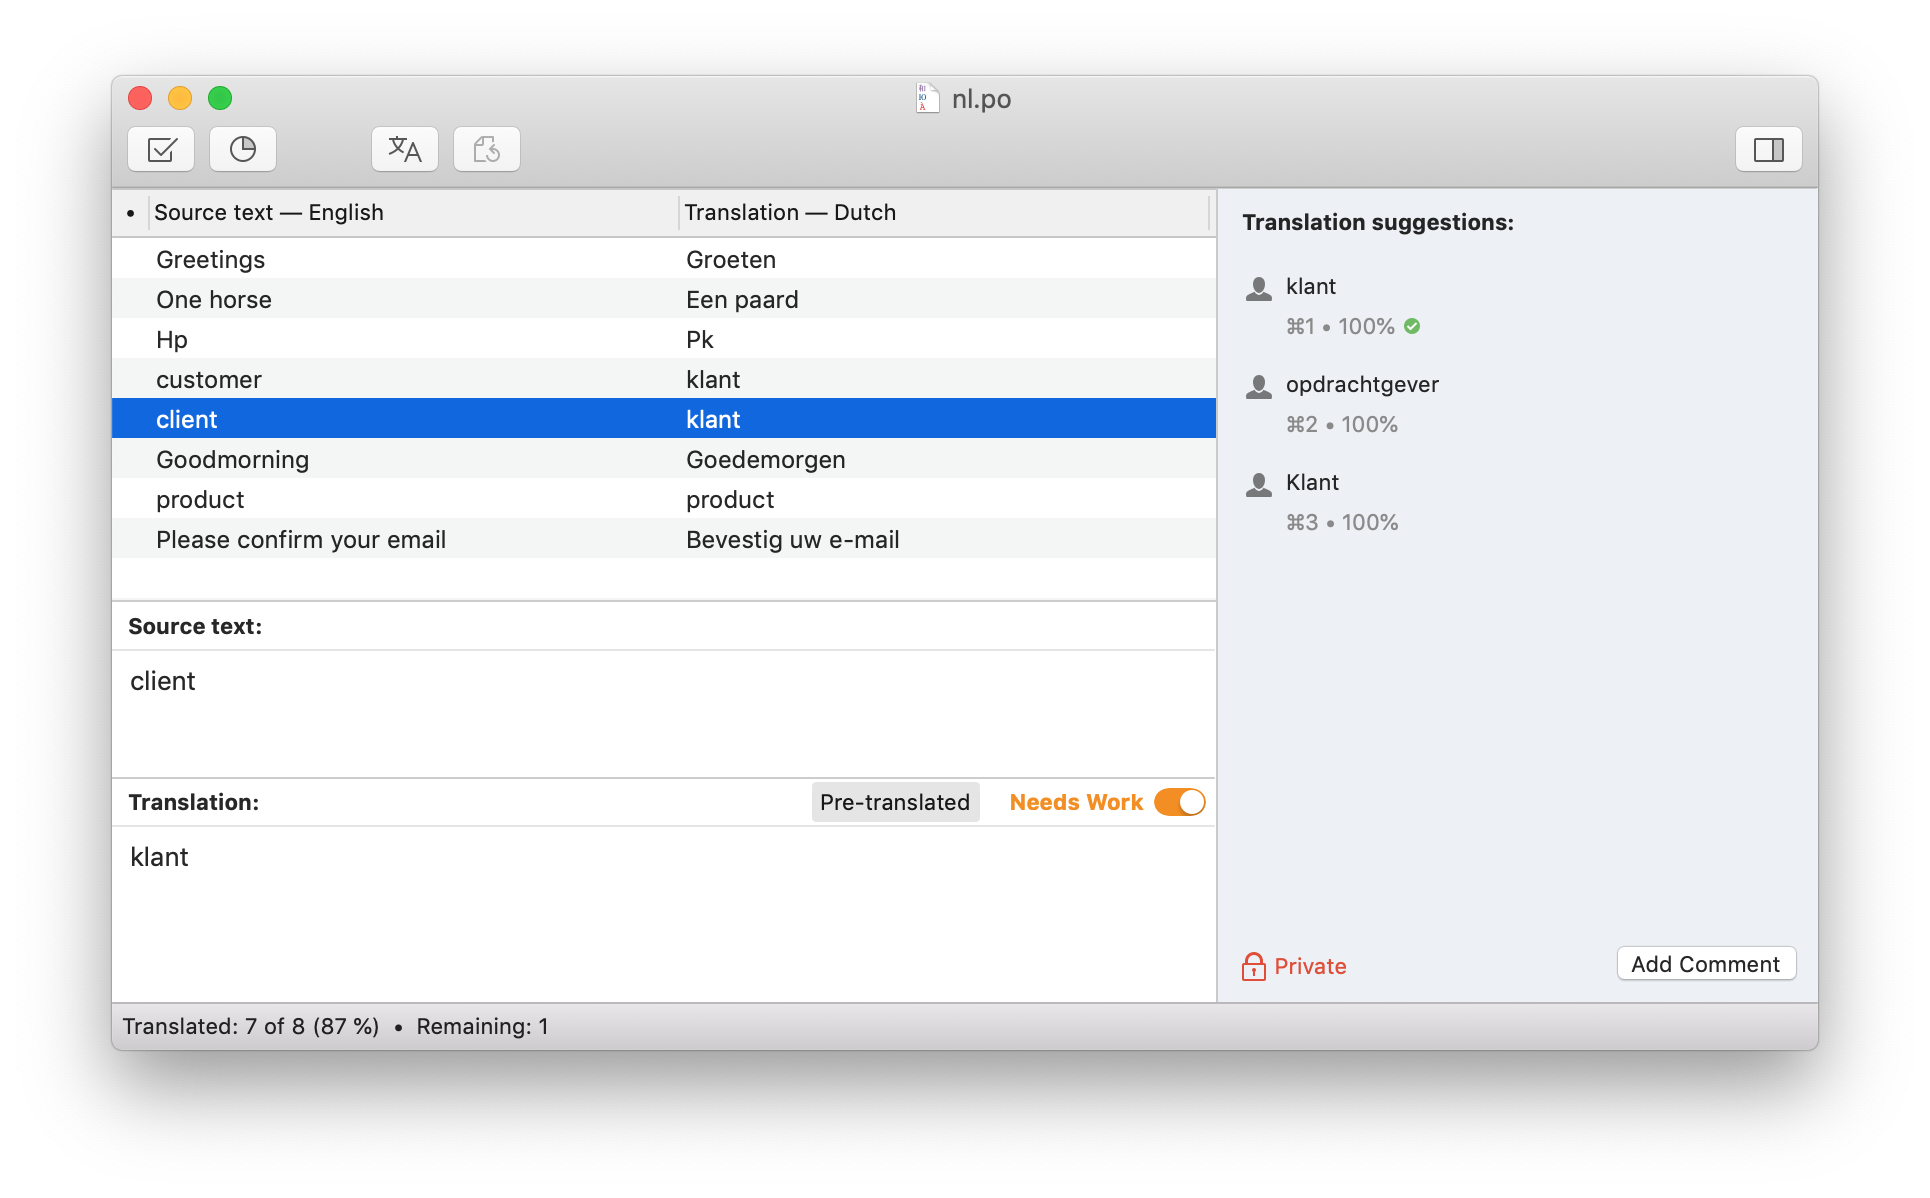 nl.po
• Source text — English Translation — Dutch
Greetings Groeten
One horse Een paard
Hp Pk
customer klant
client klant
Goodmorning Goedemorgen
product product
Please confirm your email Bevestig uw e-mail
Source text:
client
Translation: Pre-translated Needs Work
klant
Translated: 7 of 8 (87 %) • Remaining: 1
Translation suggestions:
klant
⌘1 • 100%
opdrachtgever
⌘2 • 100%
Klant
⌘3 • 100%
Private Add Comment